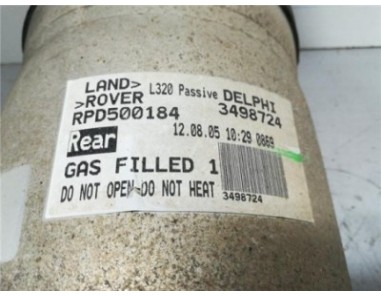 LAND> L320 Passive DELPHI
>ROVER 3498724
RPD500184
Rear 12.08.05 10:29 0869
GAS FILLED 1
DO NOT OPEN-DO NOT HEAT 3498724